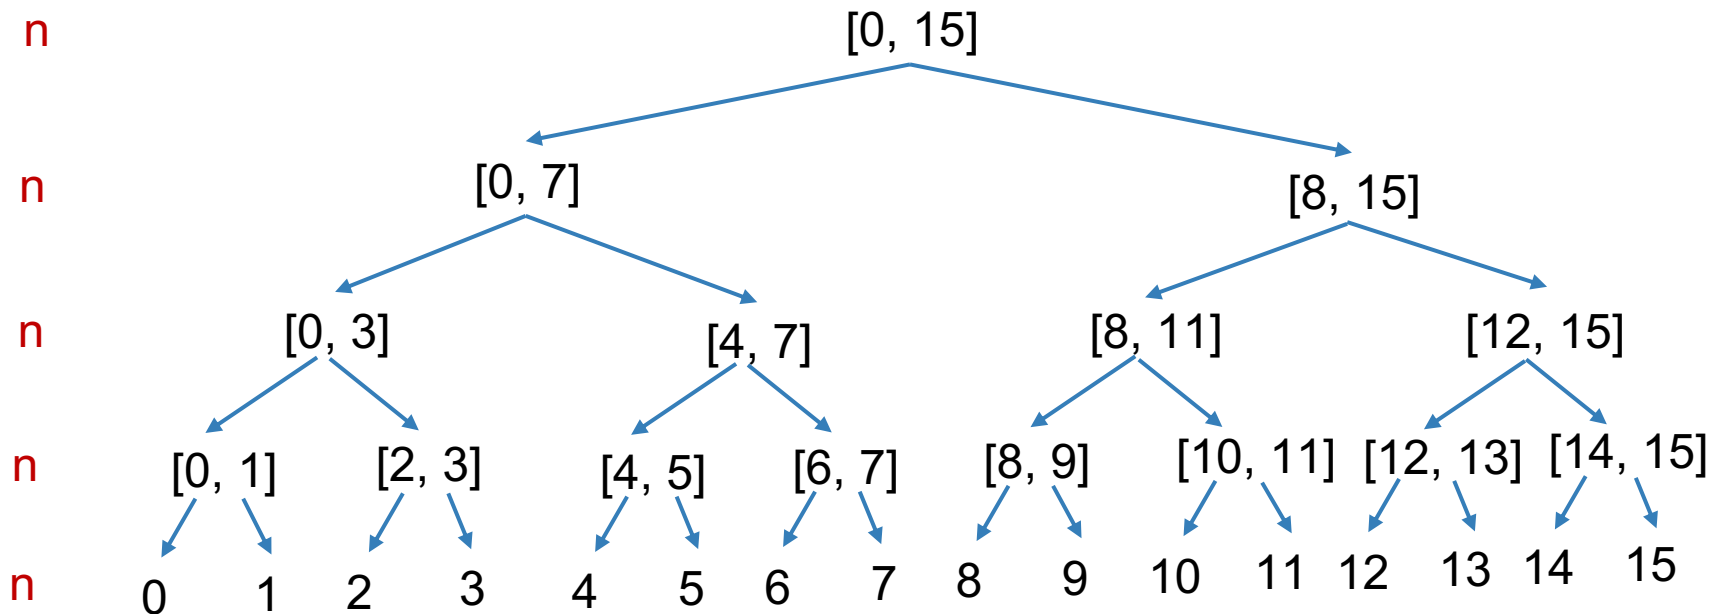 n [0, 15]
n [0, 7] [8, 15]
n [0, 3] [4, 7] [8, 11] [12, 15]
n [0, 1] [2, 3] [4, 5] [6, 7] [8, 9] [10, 11] [12, 13] [14, 15]
n 0 1 2 3 4 5 6 7 8 9 10 11 12 13 14 15